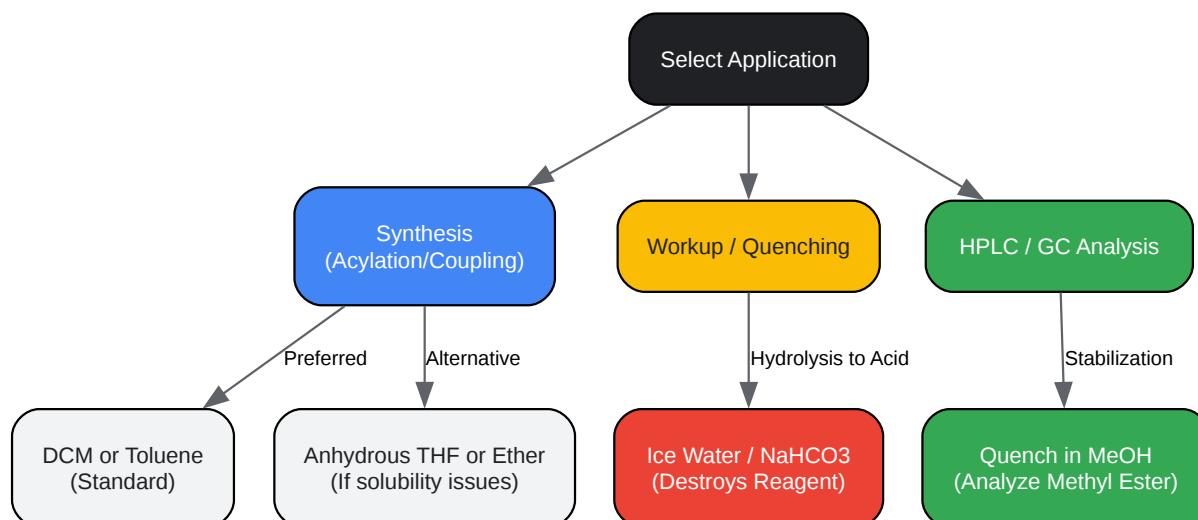 Select Application
Synthesis
(Acylation/Coupling)
Workup / Quenching
HPLC / GC Analysis
Preferred
Alternative
Hydrolysis to Acid
Stabilization
DCM or Toluene
(Standard)
Anhydrous THF or Ether
(If solubility issues)
Ice Water / NaHCO3
(Destroys Reagent)
Quench in MeOH
(Analyze Methyl Ester)